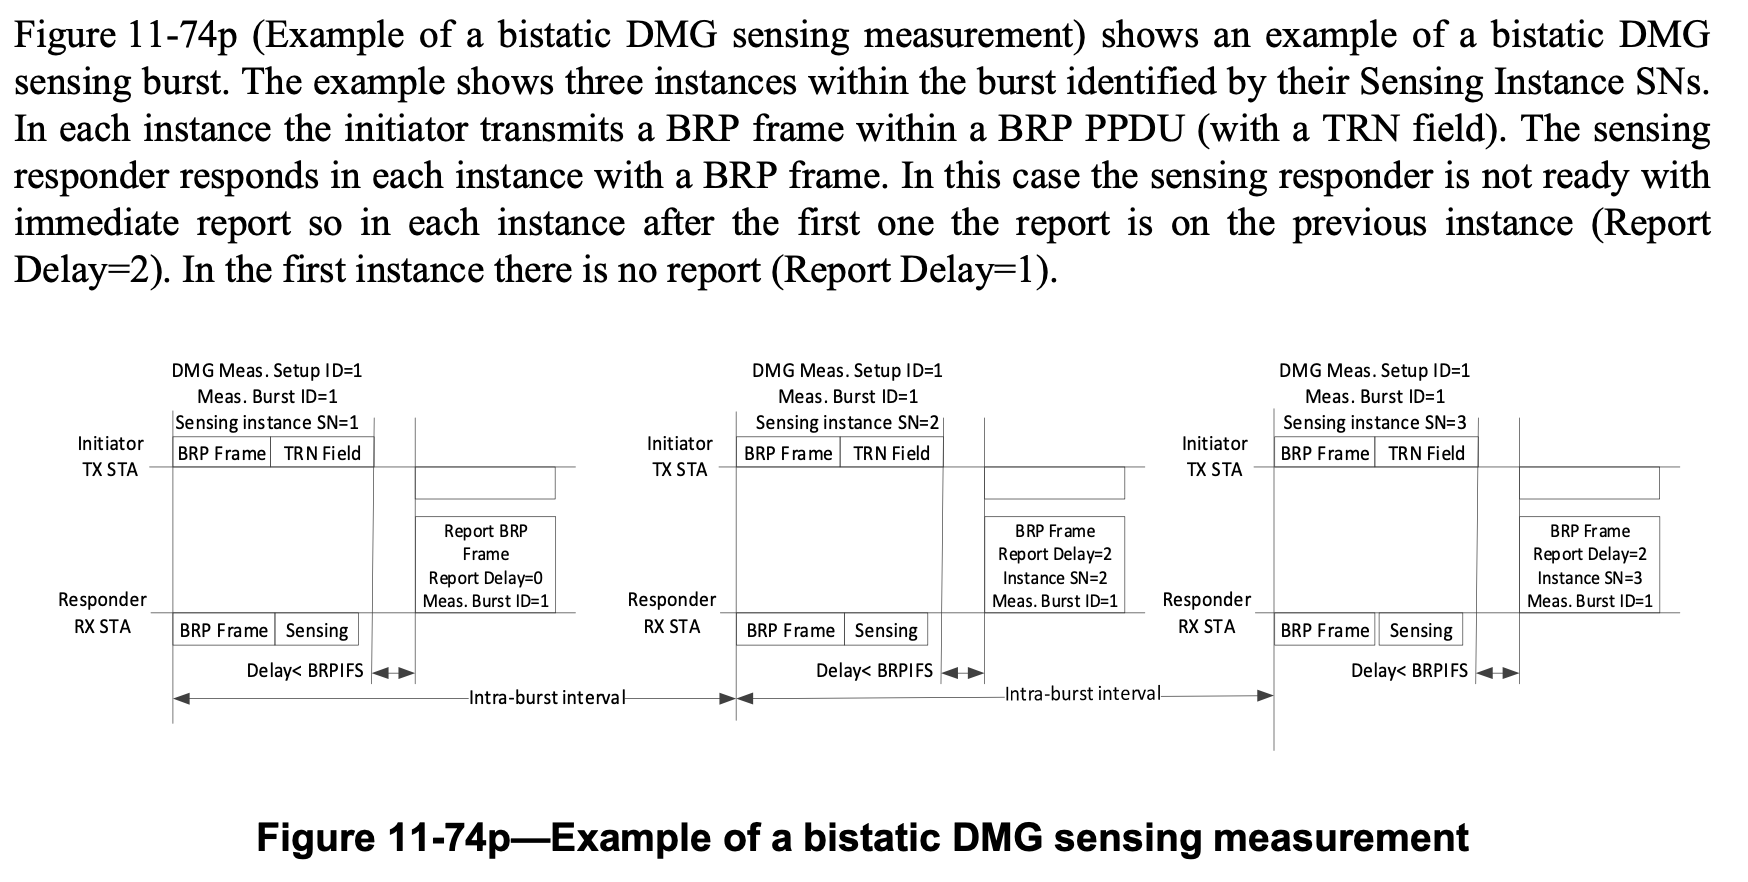 Figure 11-74p (Example of a bistatic DMG sensing measurement) shows an example of a bistatic DMG
sensing burst. The example shows three instances within the burst identified by their Sensing Instance SNs.
In each instance the initiator transmits a BRP frame within a BRP PPDU (with a TRN field). The sensing
responder responds in each instance with a BRP frame. In this case the sensing responder is not ready with
immediate report so in each instance after the first one the report is on the previous instance (Report
Delay=2). In the first instance there is no report (Report Delay=1).
DMG Meas. Setup ID=1
Meas. Burst ID=1
Sensing instance SN=1
Initiator
TX STA
BRP Frame
TRN Field
Report BRP
Frame
Report Delay=0
Meas. Burst ID=1
Responder
RX STA
BRP Frame
Sensing
Delay< BRPIFS
Intra-burst interval
DMG Meas. Setup ID=1
Meas. Burst ID=1
Sensing instance SN=2
Initiator
TX STA
BRP Frame
TRN Field
BRP Frame
Report Delay=2
Instance SN=2
Meas. Burst ID=1
Responder
RX STA
BRP Frame
Sensing
Delay< BRPIFS
Intra-burst interval
DMG Meas. Setup ID=1
Meas. Burst ID=1
Sensing instance SN=3
Initiator
TX STA
BRP Frame
TRN Field
BRP Frame
Report Delay=2
Instance SN=3
Meas. Burst ID=1
Responder
RX STA
BRP Frame
Sensing
Delay< BRPIFS
Figure 11-74p—Example of a bistatic DMG sensing measurement